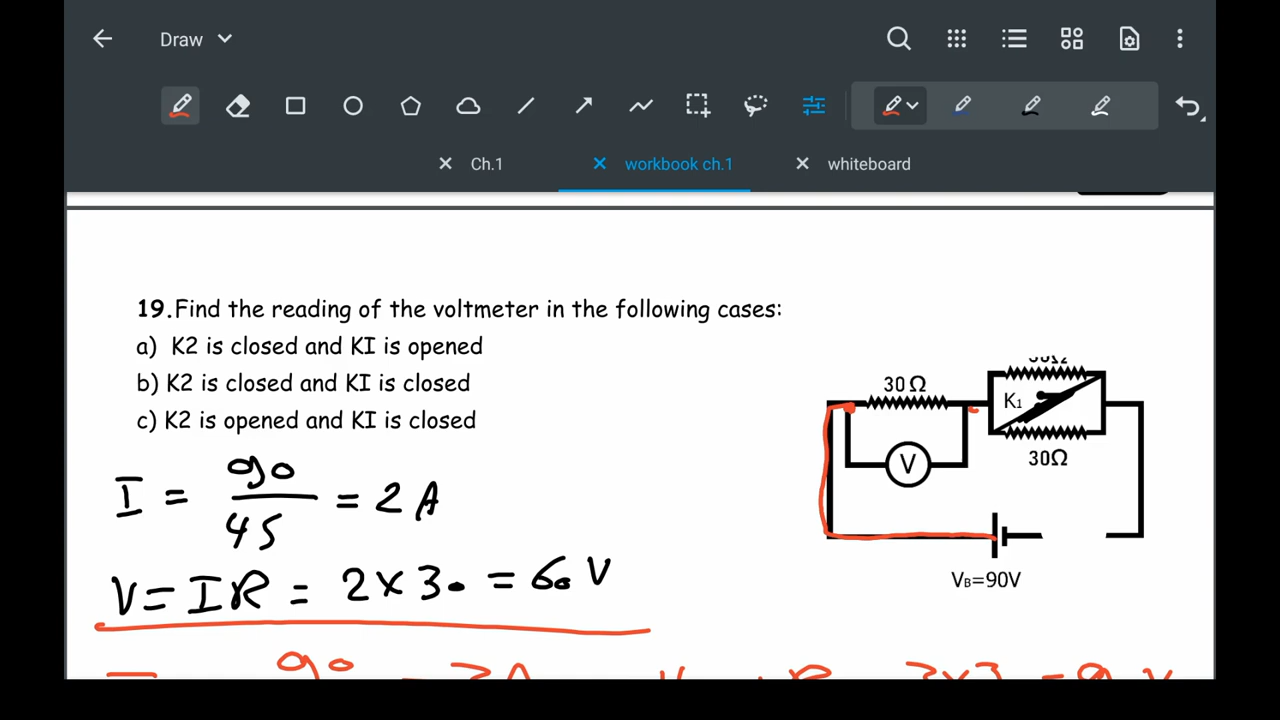 Draw
Ch.1
workbook ch.1
whiteboard
19.Find the reading of the voltmeter in the following cases:
a) K2 is closed and KI is opened
b) K2 is closed and KI is closed
c) K2 is opened and KI is closed
30 Ω
K1
30Ω
V
VB=90V
I = 90/45 = 2 A
V = IR = 2 x 30 = 60 V